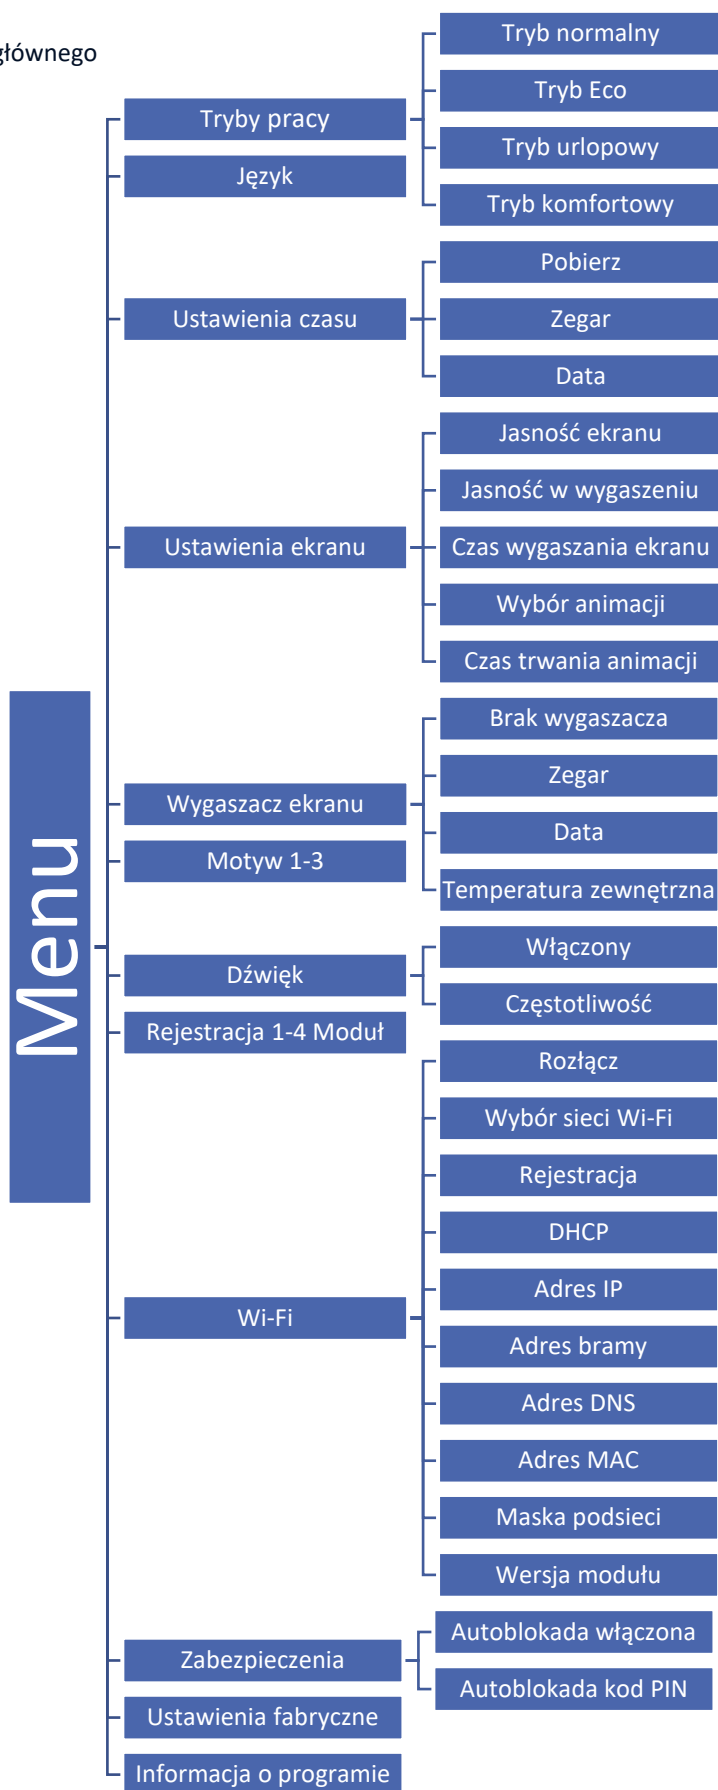 głównego
Menu
Tryby pracy
Tryb normalny
Tryb Eco
Tryb urlopowy
Tryb komfortowy
Język
Ustawienia czasu
Pobierz
Zegar
Data
Ustawienia ekranu
Jasność ekranu
Jasność w wygaszeniu
Czas wygaszania ekranu
Wybór animacji
Czas trwania animacji
Wygaszacz ekranu
Brak wygaszacza
Zegar
Data
Temperatura zewnętrzna
Motyw 1-3
Dźwięk
Włączony
Częstotliwość
Rejestracja 1-4 Moduł
Wi-Fi
Rozłącz
Wybór sieci Wi-Fi
Rejestracja
DHCP
Adres IP
Adres bramy
Adres DNS
Adres MAC
Maska podsieci
Wersja modułu
Zabezpieczenia
Autoblokada włączona
Autoblokada kod PIN
Ustawienia fabryczne
Informacja o programie